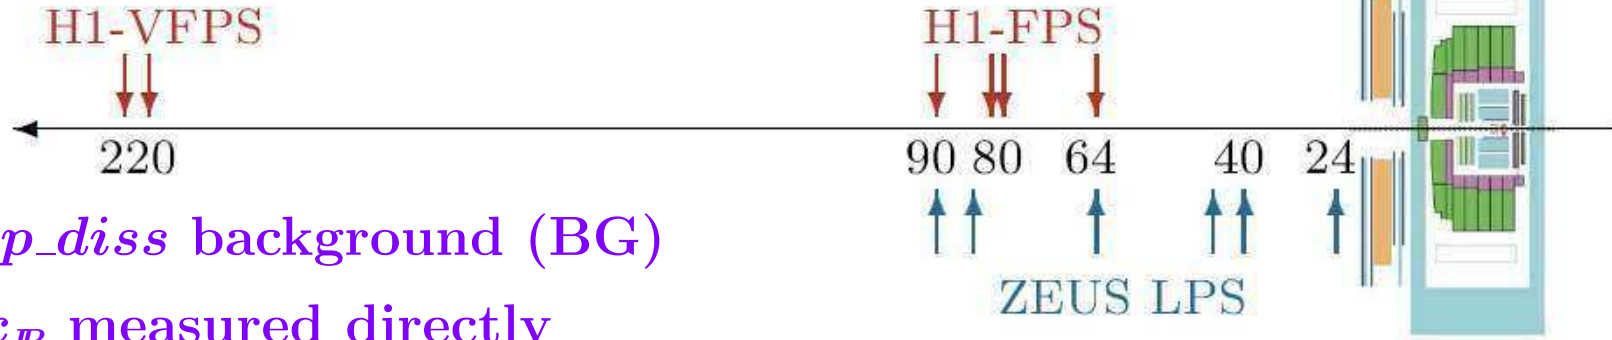 H1-VFPS H1-FPS
220 90 80 64 40 24
p_diss background (BG)
ZEUS LPS
measured directly